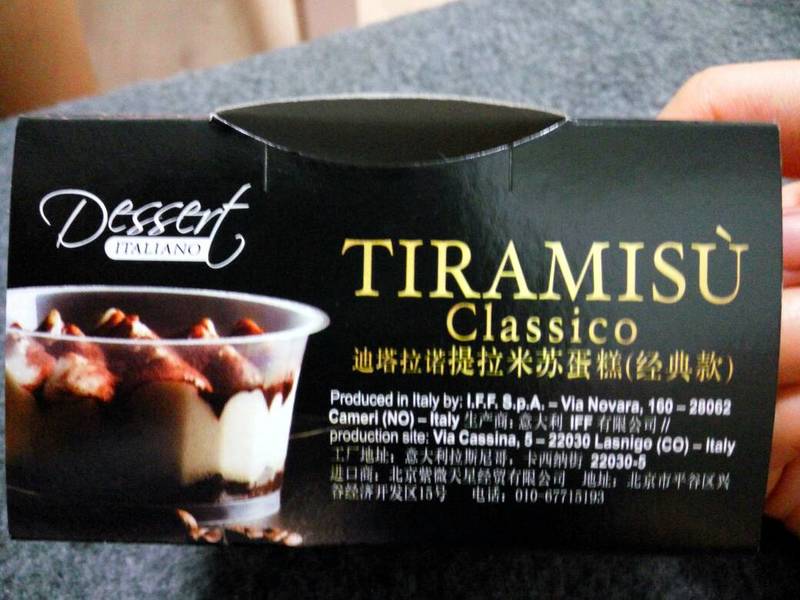 Dessert
ITALIANO
TIRAMISÙ
Classico
迪塔拉诺提拉米苏蛋糕(经典款)
Produced in Italy by: I.F.F. S.p.A. – Via Novara, 160 – 28062
Cameri (NO) – Italy 生产商: 意大利 IFF 有限公司 //
production site: Via Cassina, 5 – 22030 Lasnigo (CO) – Italy
工厂地址: 意大利拉斯尼哥, 卡西纳街 22030-5
进口商: 北京紫微天星经贸有限公司 地址: 北京市平谷区兴
谷经济开发区15号 电话: 010-67715193